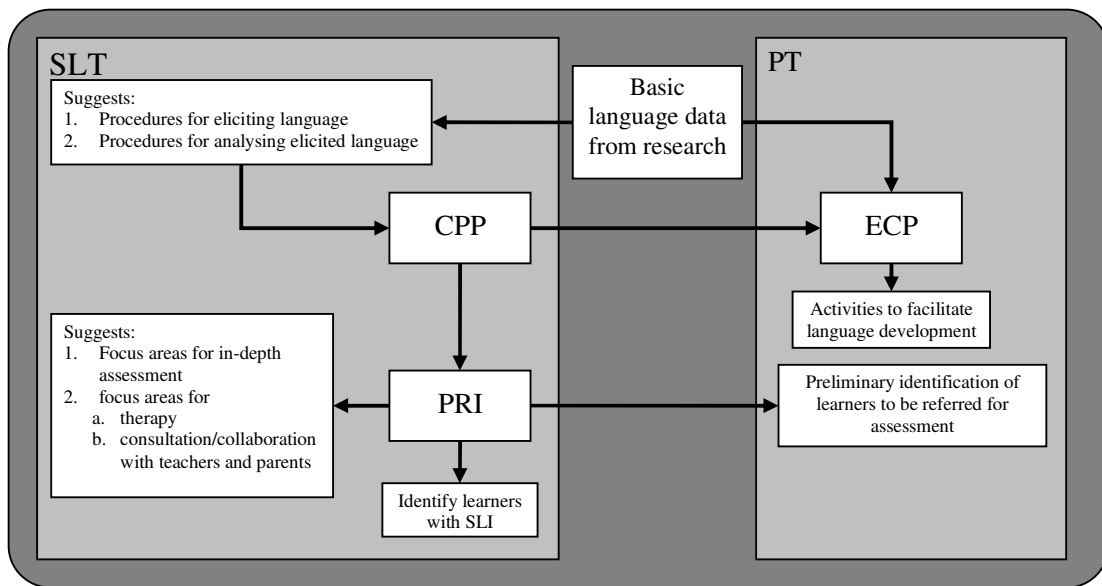 SLT
Suggests:
1. Procedures for eliciting language
2. Procedures for analysing elicited language
Basic
language data
from research
PT
CPP
ECP
Activities to facilitate
language development
Suggests:
1. Focus areas for in-depth
assessment
2. focus areas for
a. therapy
b. consultation/collaboration
with teachers and parents
PRI
Preliminary identification of
learners to be referred for
assessment
Identify learners
with SLI